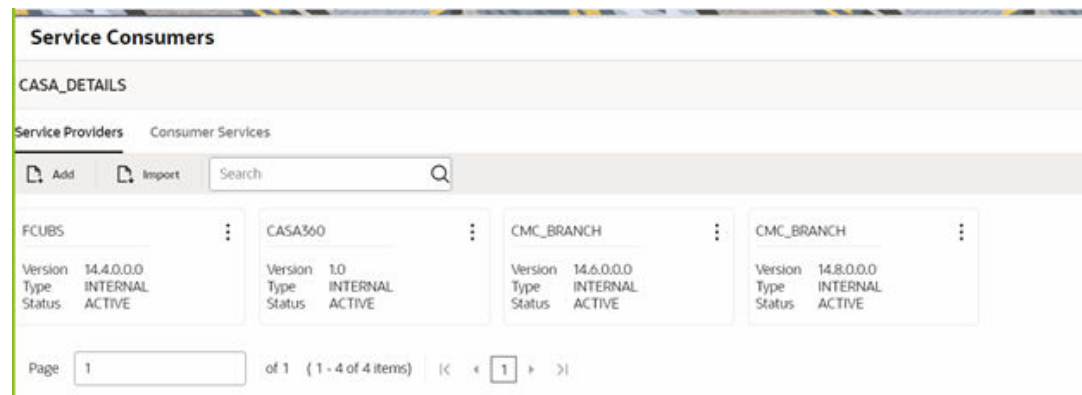 Service Consumers
CASA_DETAILS
Service Providers Consumer Services
Add Import Search
FCUBS CASA360 CMC_BRANCH CMC_BRANCH
Version 14.4.0.0.0 Version 1.0 Version 14.6.0.0.0 Version 14.8.0.0.0
Type INTERNAL Type INTERNAL Type INTERNAL Type INTERNAL
Status ACTIVE Status ACTIVE Status ACTIVE Status ACTIVE
Page 1 of 1 ( 1 - 4 of 4 items) 1